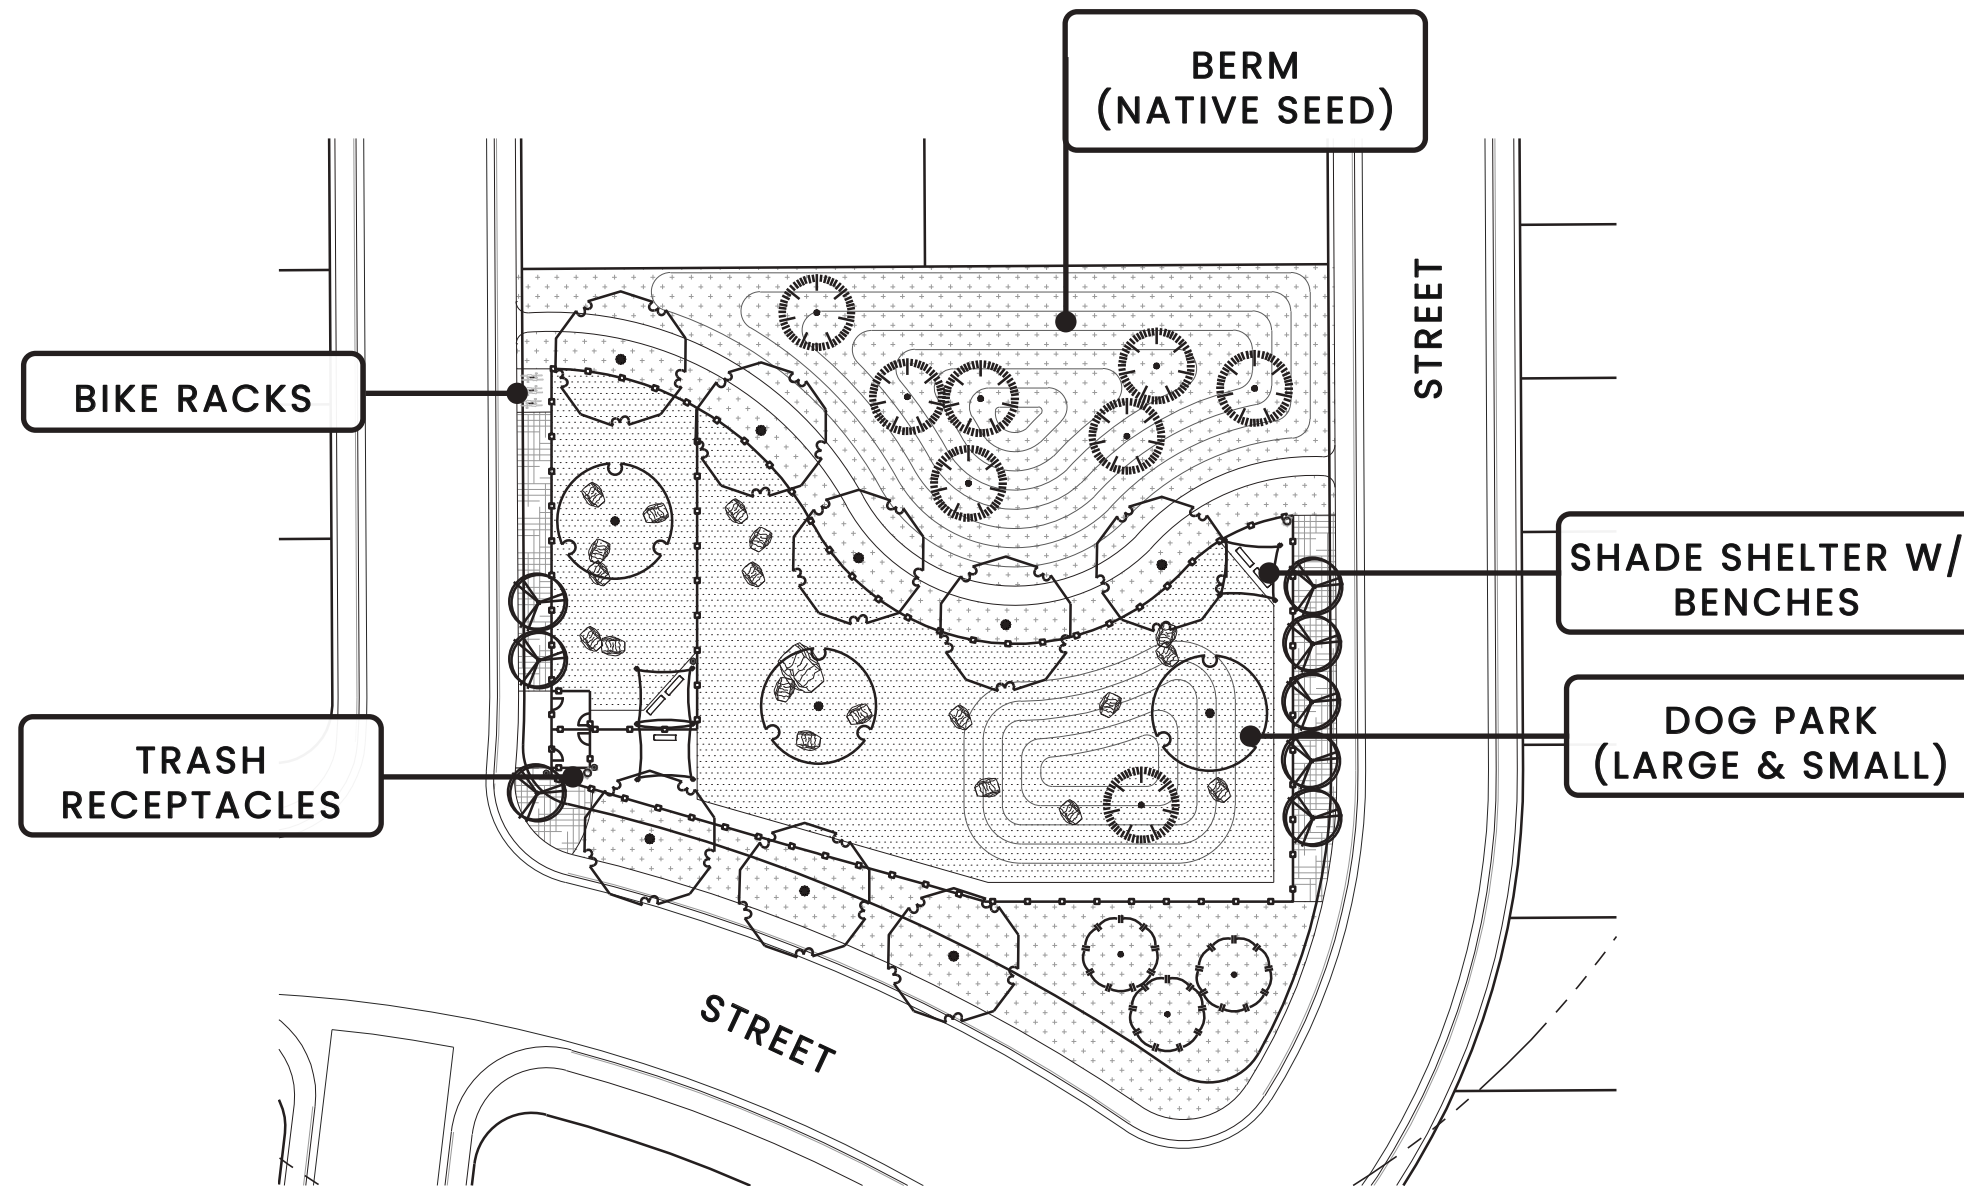 BERM
(NATIVE SEED)
STREET
BIKE RACKS
SHADE SHELTER W/
BENCHES
DOG PARK
(LARGE & SMALL)
TRASH
RECEPTACLES
STREET